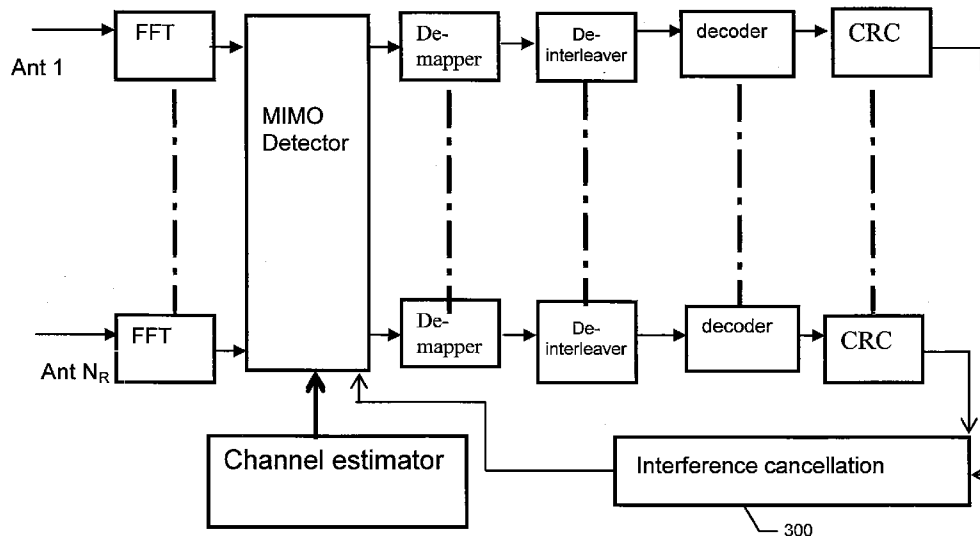 Ant 1
FFT
MIMO
Detector
De-
mapper
De-
interleaver
decoder
CRC
Ant N_R
FFT
De-
mapper
De-
interleaver
decoder
CRC
Channel estimator
Interference cancellation
300